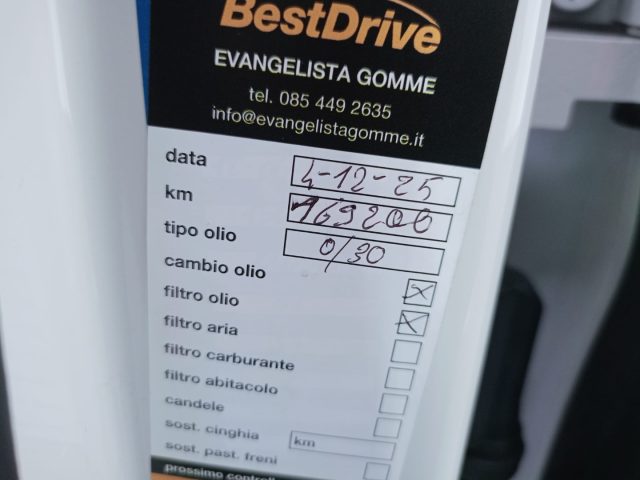 BestDrive
EVANGELISTA GOMME
tel. 085 449 2635
info@evangelistagomme.it
data 4-12-25
km 169200
tipo olio 0/30
cambio olio
filtro olio
filtro aria
filtro carburante
filtro abitacolo
candele
sost. cinghia km
sost. past. freni
prossimo